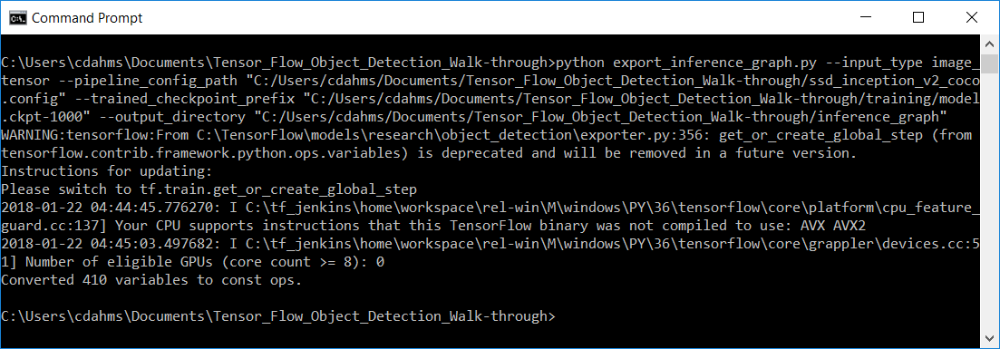 Command Prompt
C:\Users\cdahms\Documents\Tensor_Flow_Object_Detection_Walk-through>python export_inference_graph.py --input_type image_
tensor --pipeline_config_path "C:/Users/cdahms/Documents/Tensor_Flow_Object_Detection_Walk-through/ssd_inception_v2_coco
.config" --trained_checkpoint_prefix "C:/Users/cdahms/Documents/Tensor_Flow_Object_Detection_Walk-through/training/model
.ckpt-1000" --output_directory "C:/Users/cdahms/Documents/Tensor_Flow_Object_Detection_Walk-through/inference_graph"
WARNING:tensorflow:From C:\TensorFlow\models\research\object_detection\exporter.py:356: get_or_create_global_step (from
tensorflow.contrib.framework.python.ops.variables) is deprecated and will be removed in a future version.
Instructions for updating:
Please switch to tf.train.get_or_create_global_step
2018-01-22 04:44:45.776270: I C:\tf_jenkins\home\workspace\rel-win\M\windows\PY\36\tensorflow\core\platform\cpu_feature_
guard.cc:137] Your CPU supports instructions that this TensorFlow binary was not compiled to use: AVX AVX2
2018-01-22 04:45:03.497682: I C:\tf_jenkins\home\workspace\rel-win\M\windows\PY\36\tensorflow\core\grappler\devices.cc:5
1] Number of eligible GPUs (core count >= 8): 0
Converted 410 variables to const ops.
C:\Users\cdahms\Documents\Tensor_Flow_Object_Detection_Walk-through>